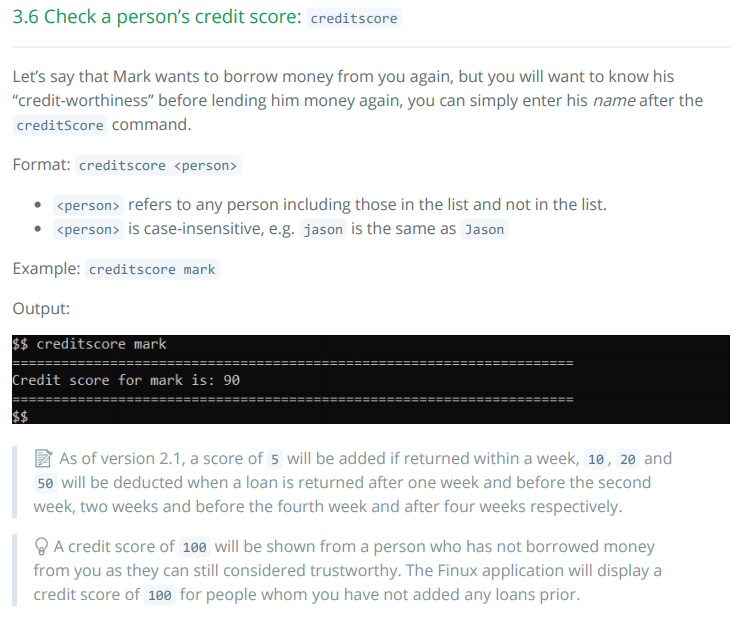 3.6 Check a person's credit score: creditscore
Let's say that Mark wants to borrow money from you again, but you will want to know his
“credit-worthiness” before lending him money again, you can simply enter his name after the
creditScore command.
Format: creditscore <person>
• <person> refers to any person including those in the list and not in the list.
• <person> is case-insensitive, e.g. jason is the same as Jason
Example: creditscore mark
Output:
$$ creditscore mark
======================================================================
Credit score for mark is: 90
======================================================================
$$
📝 As of version 2.1, a score of 5 will be added if returned within a week, 10, 20 and
50 will be deducted when a loan is returned after one week and before the second
week, two weeks and before the fourth week and after four weeks respectively.
💡 A credit score of 100 will be shown from a person who has not borrowed money
from you as they can still considered trustworthy. The Finux application will display a
credit score of 100 for people whom you have not added any loans prior.